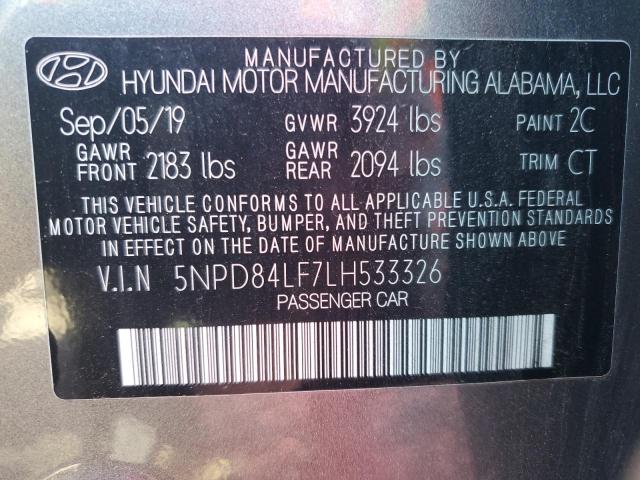 MANUFACTURED BY
HYUNDAI MOTOR MANUFACTURING ALABAMA, LLC
Sep/05/19 GVWR 3924 lbs PAINT 2C
GAWR FRONT 2183 lbs GAWR REAR 2094 lbs TRIM CT
THIS VEHICLE CONFORMS TO ALL APPLICABLE U.S.A. FEDERAL
MOTOR VEHICLE SAFETY, BUMPER, AND THEFT PREVENTION STANDARDS
IN EFFECT ON THE DATE OF MANUFACTURE SHOWN ABOVE
V.I.N 5NPD84LF7LH533326
PASSENGER CAR